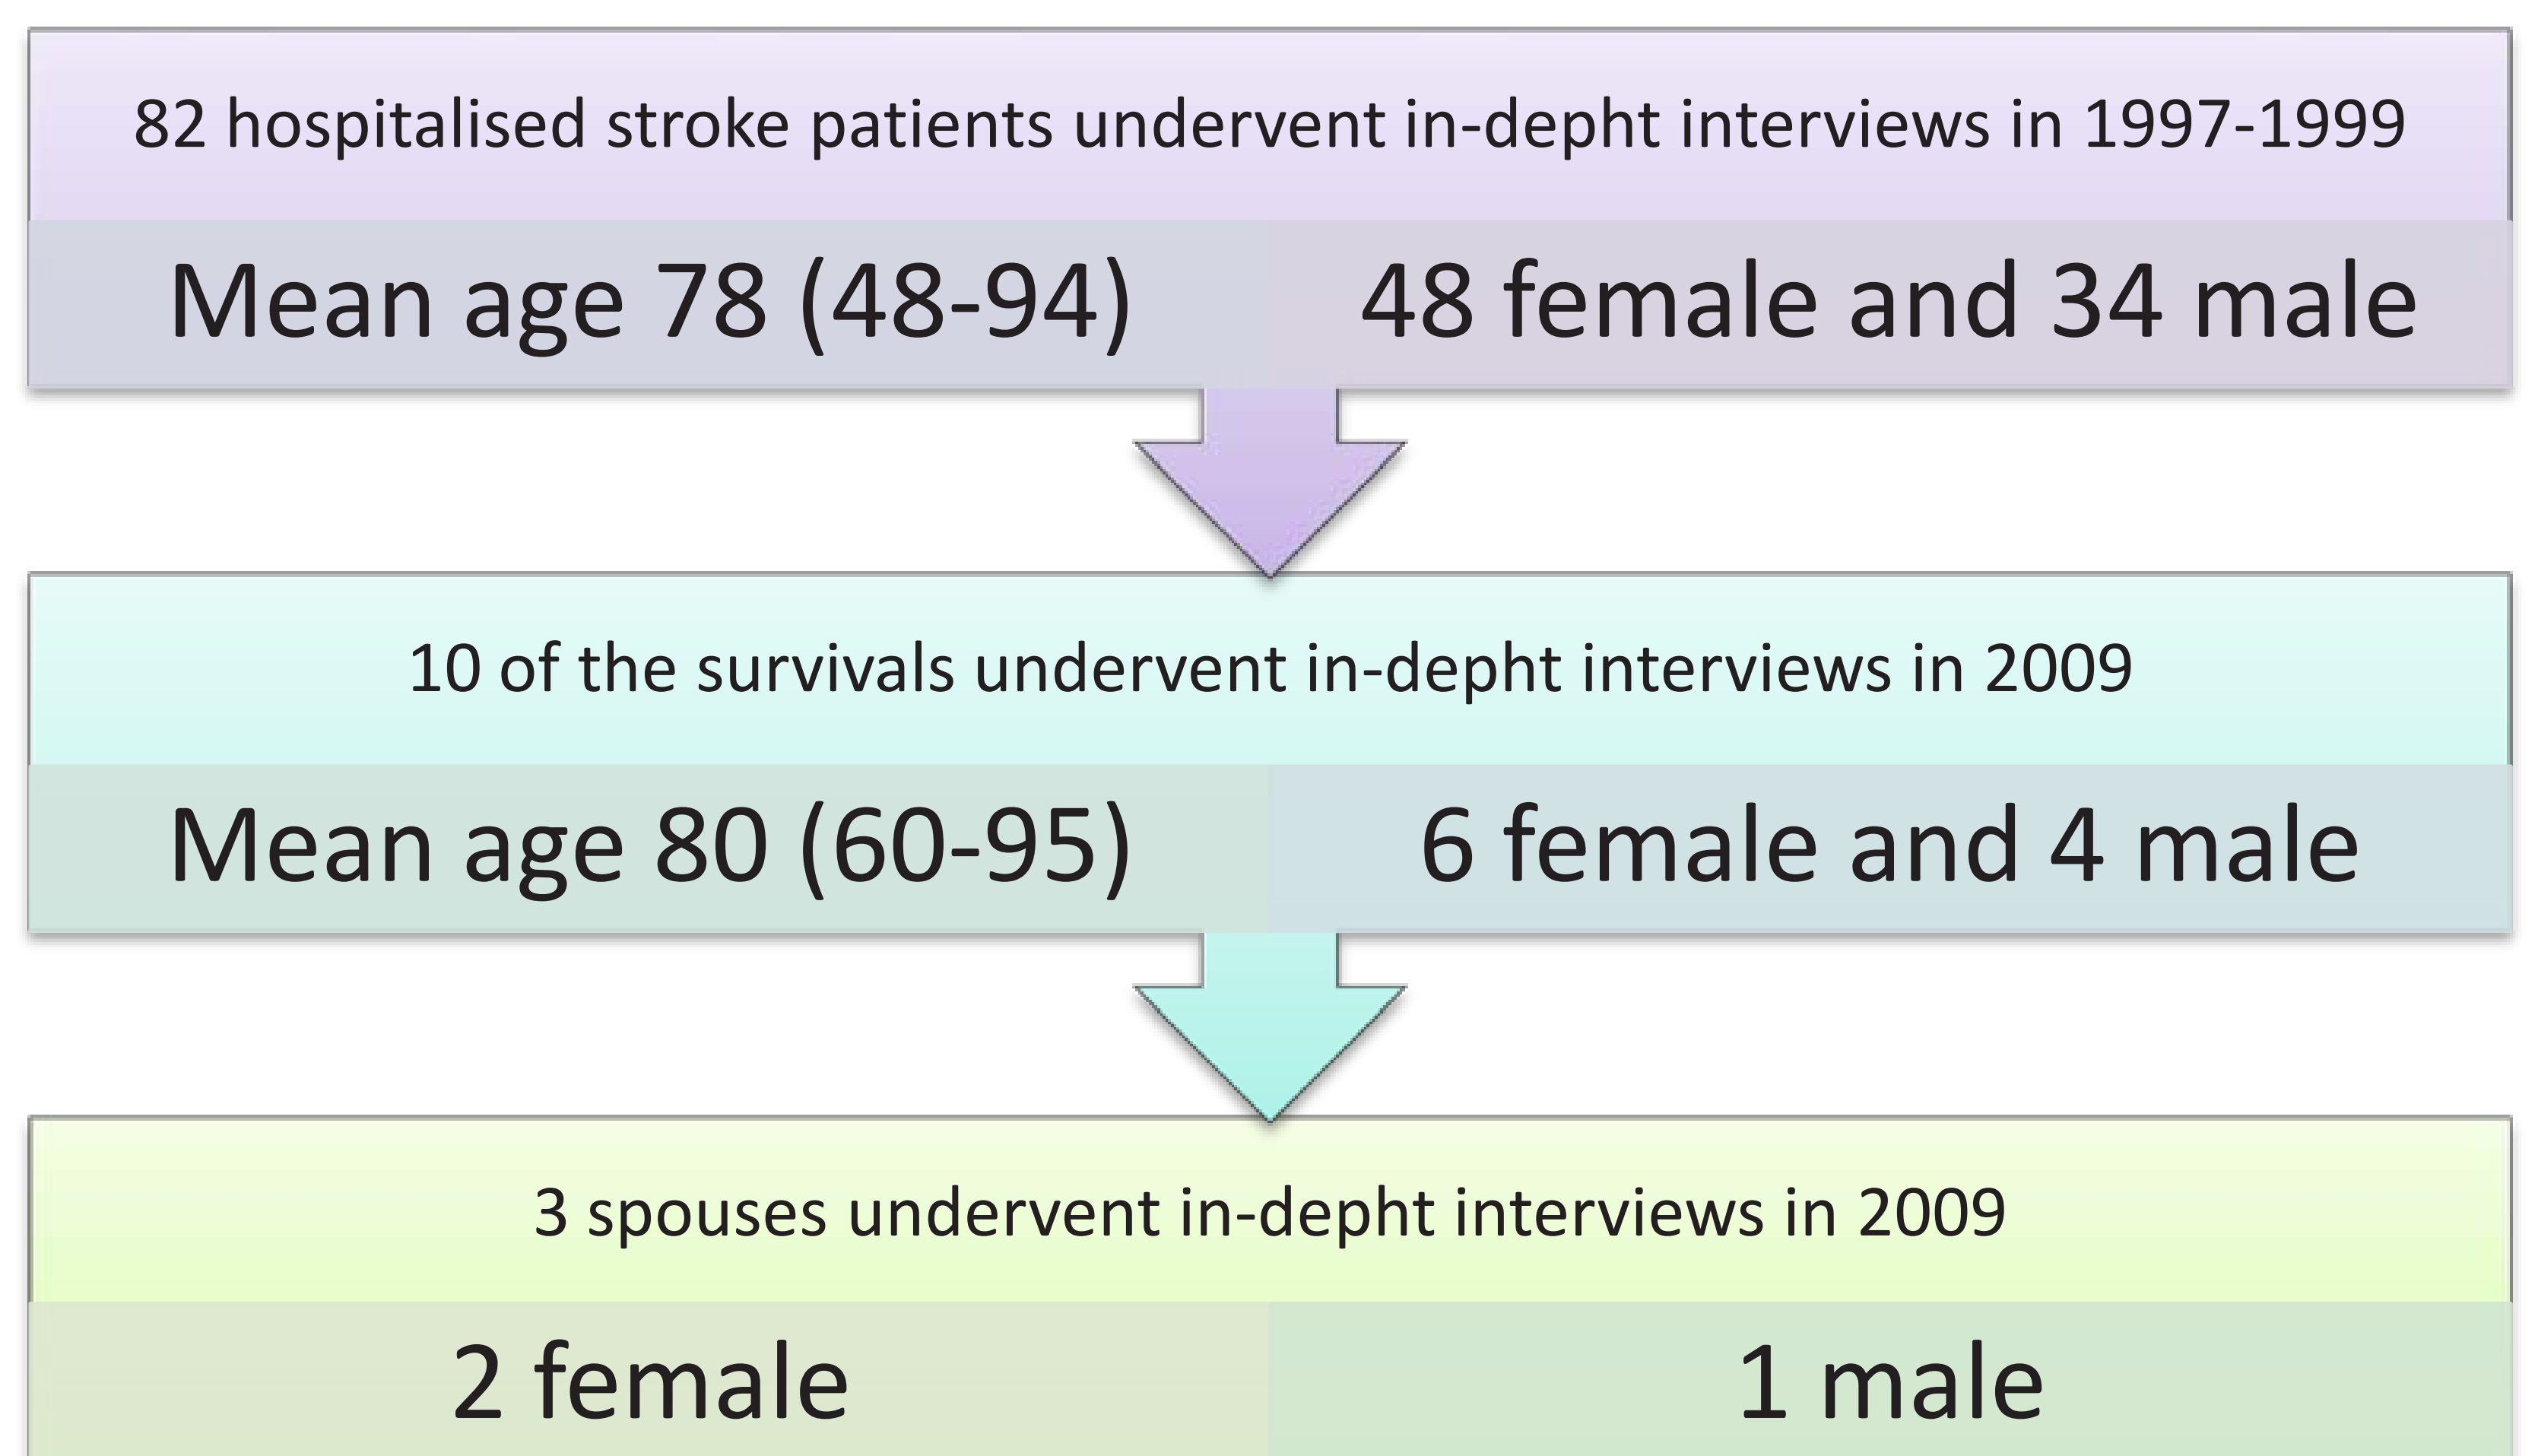 82 hospitalised stroke patients undervent in-depht interviews in 1997-1999
Mean age 78 (48-94)
48 female and 34 male
10 of the survivals undervent in-depht interviews in 2009
Mean age 80 (60-95)
6 female and 4 male
3 spouses undervent in-depht interviews in 2009
2 female
1 male